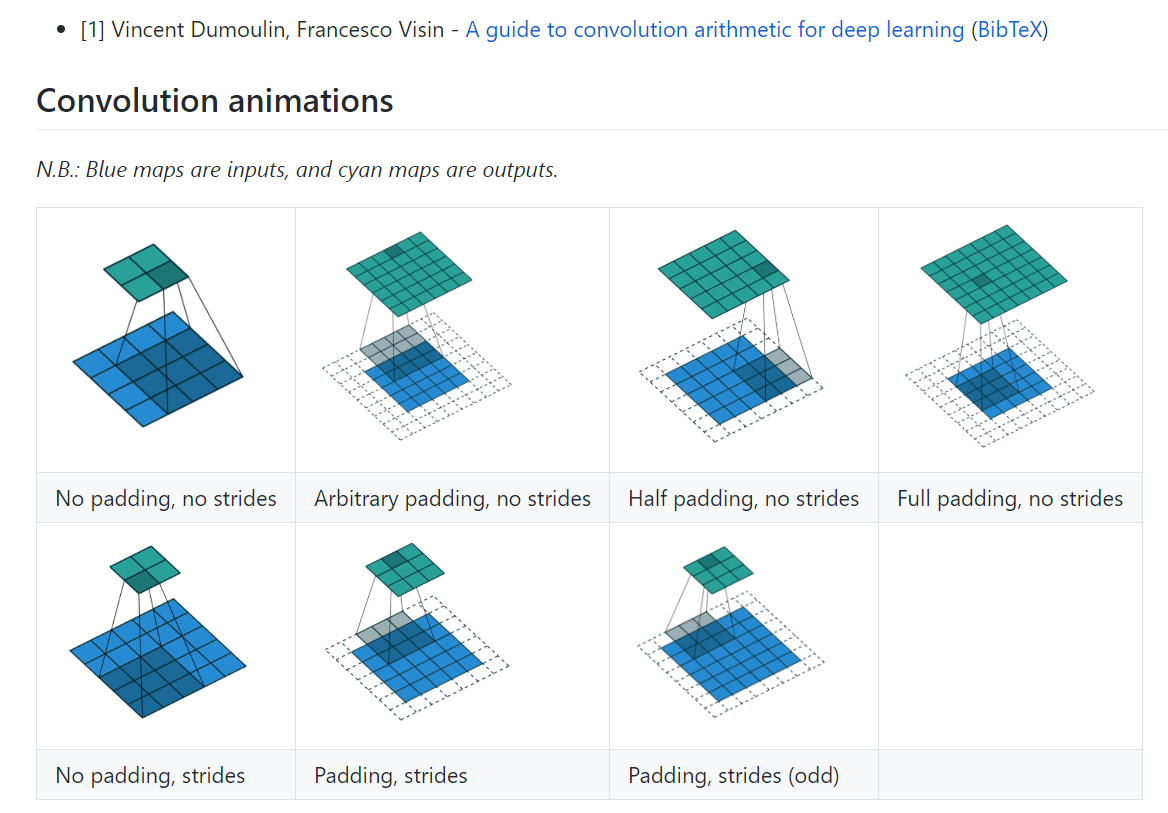 [1] Vincent Dumoulin, Francesco Visin - A guide to convolution arithmetic for deep learning (BibTeX)
Convolution animations
N.B.: Blue maps are inputs, and cyan maps are outputs.
No padding, no strides
Arbitrary padding, no strides
Half padding, no strides
Full padding, no strides
No padding, strides
Padding, strides
Padding, strides (odd)